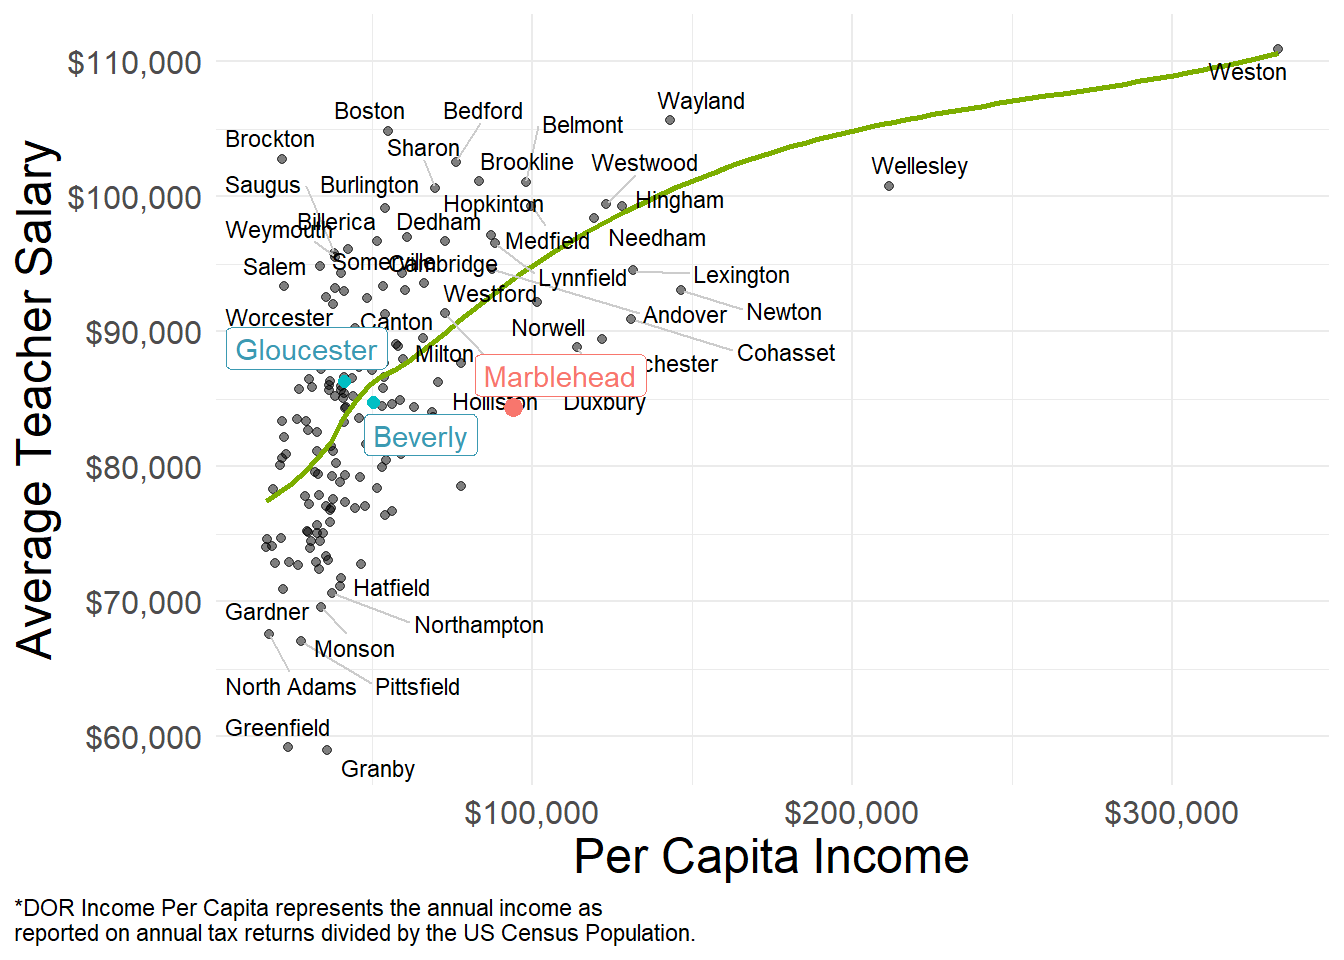 $110,000
Weston
Wayland
Boston
Bedford
Belmont
Brockton
Sharon
Brookline
Westwood
Wellesley
Saugus
Burlington
$100,000
Hopkinton
Hingham
Billerica
Dedham
Weymouth
Medfield
Needham
Salem
Somerville
Cambridge
Lynnfield
Lexington
Westford
Worcester
Canton
Andover
Newton
$90,000
Norwell
Gloucester
Milton
chester
Cohasset
Marblehead
Holliston
Duxbury
Beverly
$80,000
Average Teacher Salary
Hatfield
$70,000
Gardner
Northampton
Monson
North Adams
Pittsfield
Greenfield
$60,000
Granby
$100,000
$200,000
$300,000
Per Capita Income
*DOR Income Per Capita represents the annual income as
reported on annual tax returns divided by the US Census Population.